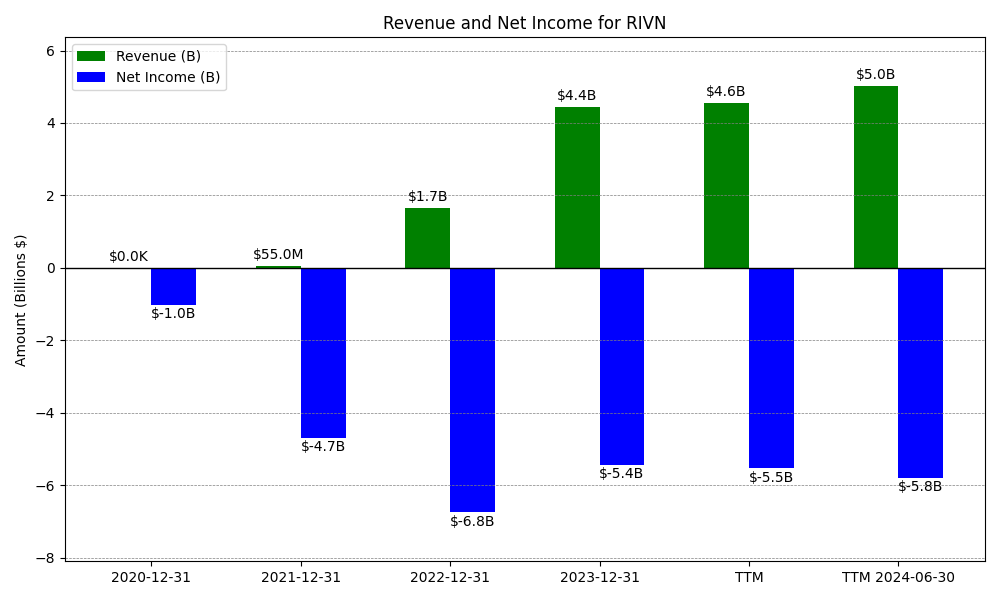 Revenue and Net Income for RIVN
Revenue (B)
Net Income (B)
Amount (Billions $)
6
4
2
0
−2
−4
−6
−8
$0.0K
$-1.0B
$55.0M
$-4.7B
$1.7B
$-6.8B
$4.4B
$-5.4B
$4.6B
$-5.5B
$5.0B
$-5.8B
2020-12-31
2021-12-31
2022-12-31
2023-12-31
TTM
TTM 2024-06-30